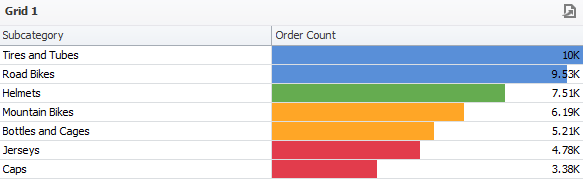 Grid 1
Subcategory Order Count
Tires and Tubes 10K
Road Bikes 9.53K
Helmets 7.51K
Mountain Bikes 6.19K
Bottles and Cages 5.21K
Jerseys 4.78K
Caps 3.38K